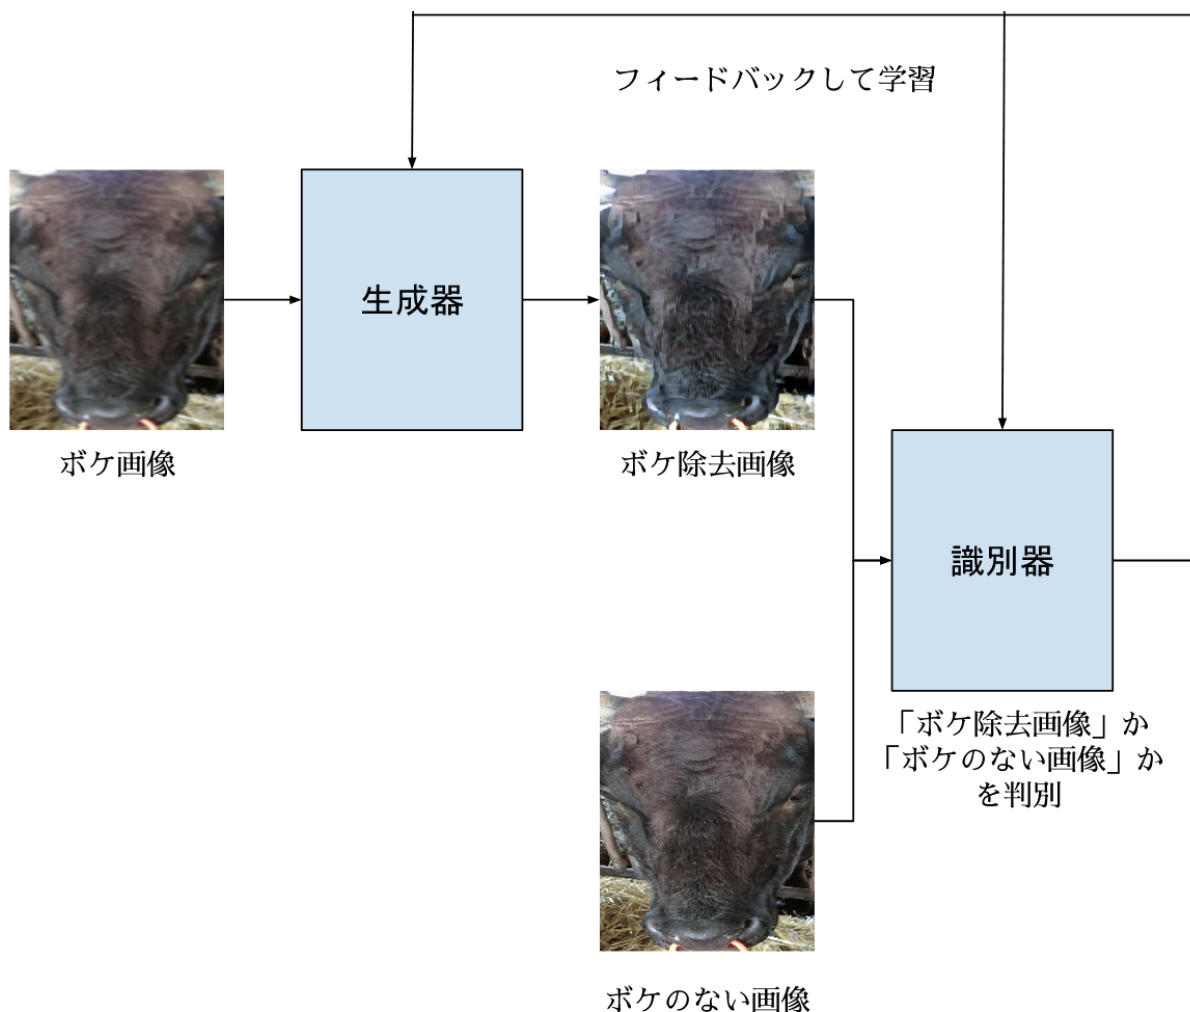 フィードバックして学習
生成器
ボケ画像
ボケ除去画像
識別器
「ボケ除去画像」か
「ボケのない画像」か
を判別
ボケのない画像